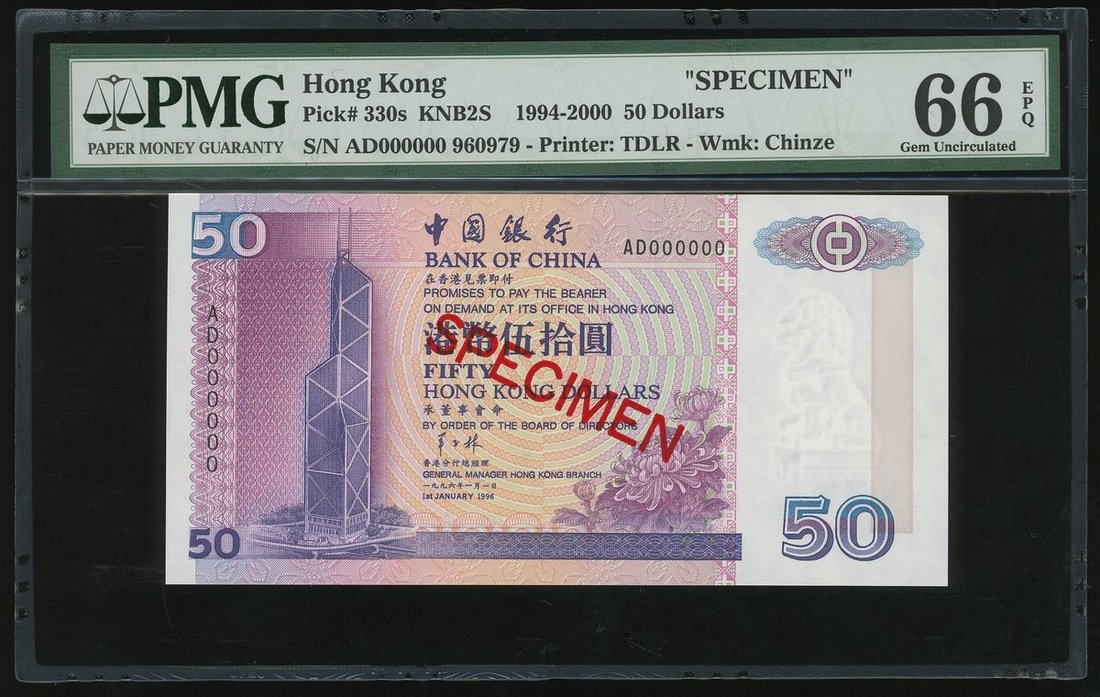 PMG
PAPER MONEY GUARANTY
Hong Kong "SPECIMEN"
Pick# 330s KNB2S 1994-2000 50 Dollars
S/N AD000000 960979 - Printer: TDLR - Wmk: Chinze
66
EPQ
Gem Uncirculated
50
中國銀行
AD000000
BANK OF CHINA
在香港見票即付
PROMISES TO PAY THE BEARER
ON DEMAND AT ITS OFFICE IN HONG KONG
港幣伍拾圓
FIFTY
HONG KONG DOLLARS
承董事會命
BY ORDER OF THE BOARD OF DIRECTORS
香港分行總經理
GENERAL MANAGER HONG KONG BRANCH
一九九六年一月一日
1st JANUARY 1996
SPECIMEN
AD000000
50
50